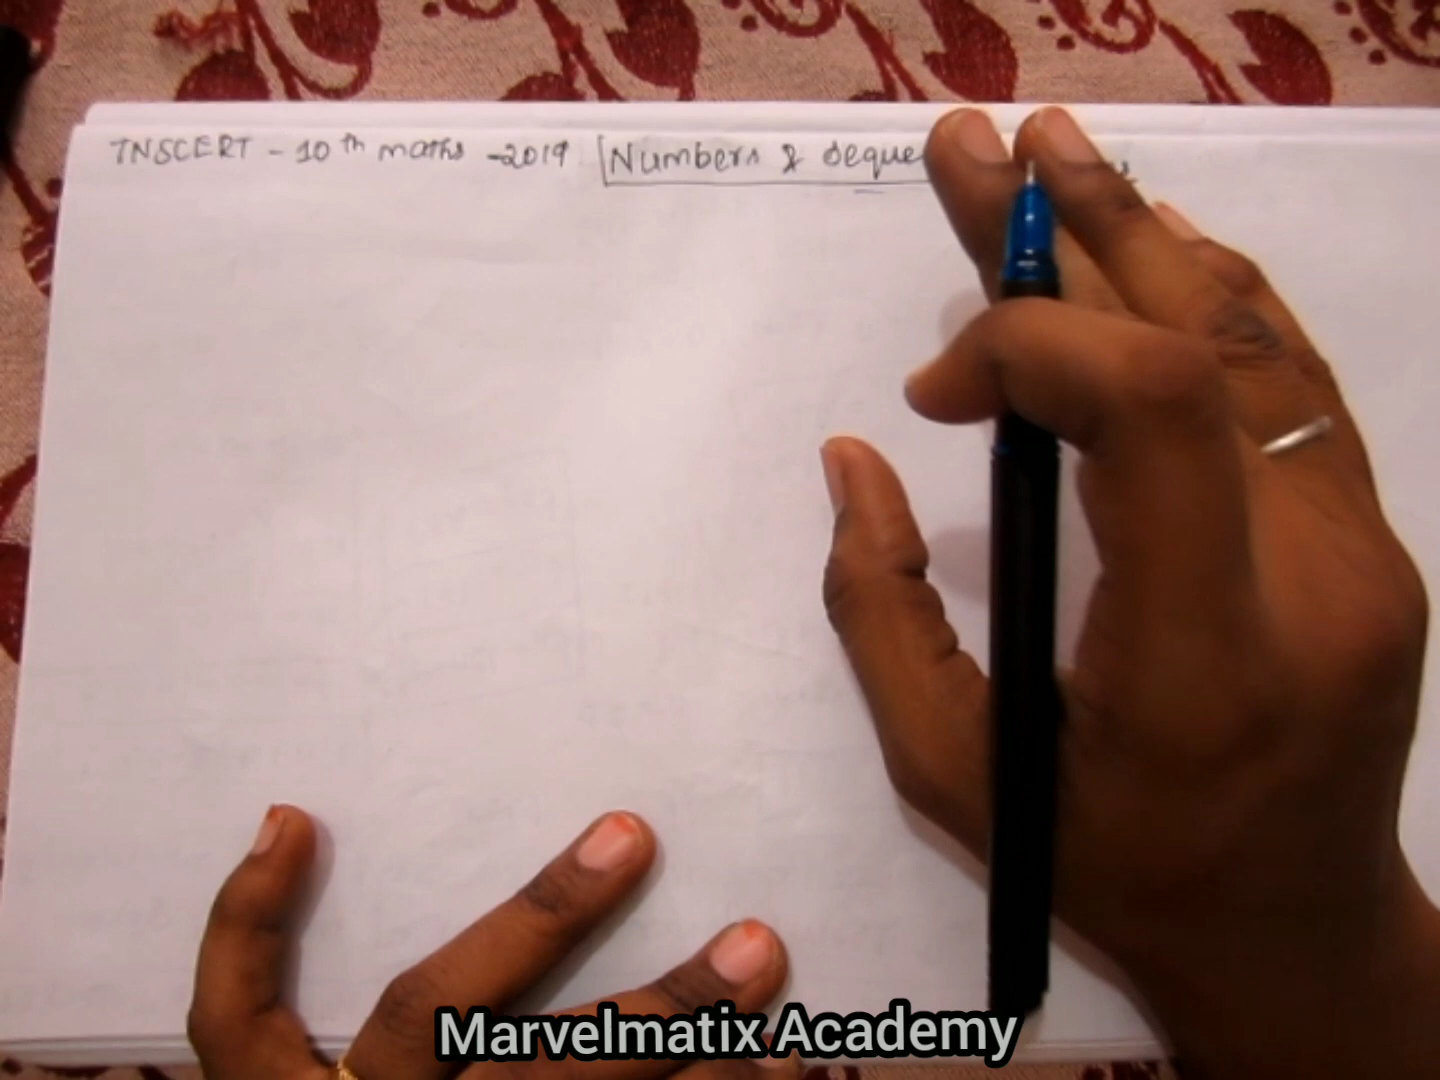 TNSCERT - 10th maths - 2019 Numbers & seque
Marvelmatix Academy